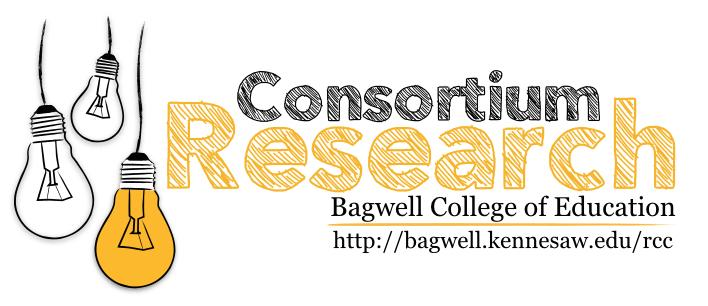 Consortium
Research
Bagwell College of Education
http://bagwell.kennesaw.edu/rcc